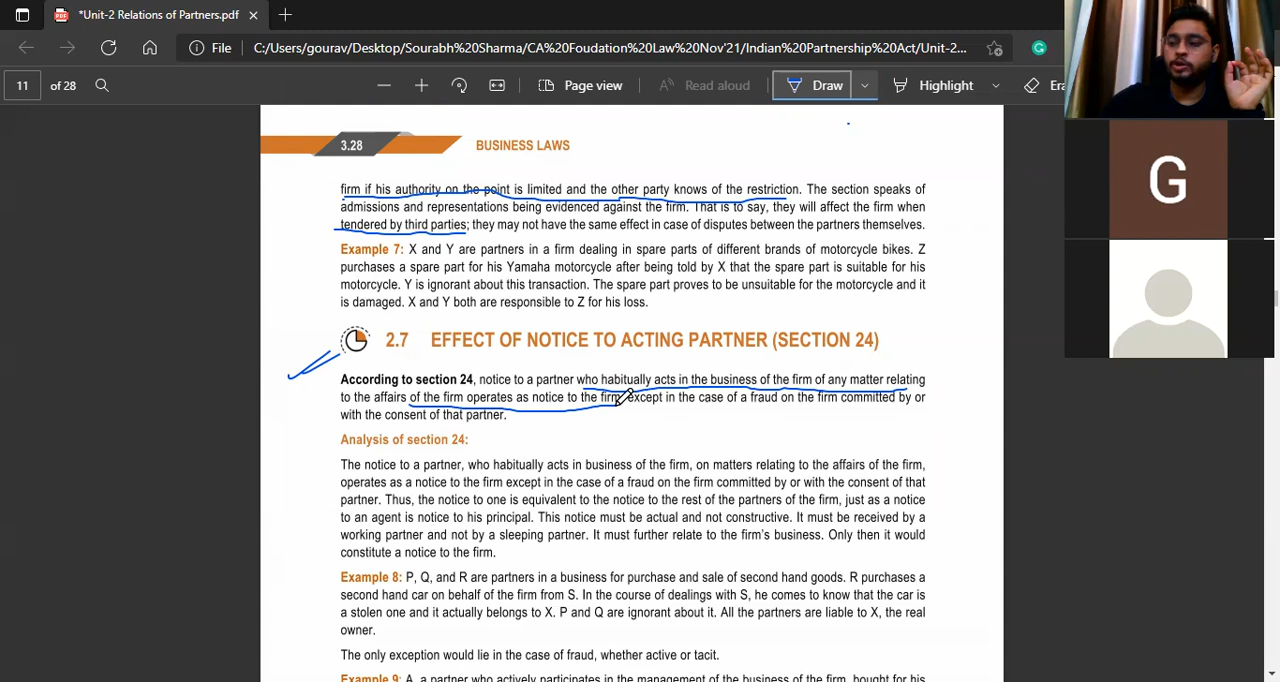 *Unit-2 Relations of Partners.pdf
File C:/Users/gourav/Desktop/Sourabh%20Sharma/CA%20Foudation%20Law%20Nov'21/Indian%20Partnership%20Act/Unit-2...
11 of 28 Page view Read aloud Draw Highlight Era
3.28 BUSINESS LAWS
firm if his authority on the point is limited and the other party knows of the restriction. The section speaks of
admissions and representations being evidenced against the firm. That is to say, they will affect the firm when
tendered by third parties; they may not have the same effect in case of disputes between the partners themselves.
Example 7: X and Y are partners in a firm dealing in spare parts of different brands of motorcycle bikes. Z
purchases a spare part for his Yamaha motorcycle after being told by X that the spare part is suitable for his
motorcycle. Y is ignorant about this transaction. The spare part proves to be unsuitable for the motorcycle and it
is damaged. X and Y both are responsible to Z for his loss.
2.7 EFFECT OF NOTICE TO ACTING PARTNER (SECTION 24)
According to section 24, notice to a partner who habitually acts in the business of the firm of any matter relating
to the affairs of the firm operates as notice to the firm except in the case of a fraud on the firm committed by or
with the consent of that partner.
Analysis of section 24:
The notice to a partner, who habitually acts in business of the firm, on matters relating to the affairs of the firm,
operates as a notice to the firm except in the case of a fraud on the firm committed by or with the consent of that
partner. Thus, the notice to one is equivalent to the notice to the rest of the partners of the firm, just as a notice
to an agent is notice to his principal. This notice must be actual and not constructive. It must be received by a
working partner and not by a sleeping partner. It must further relate to the firm's business. Only then it would
constitute a notice to the firm.
Example 8: P, Q, and R are partners in a business for purchase and sale of second hand goods. R purchases a
second hand car on behalf of the firm from S. In the course of dealings with S, he comes to know that the car is
a stolen one and it actually belongs to X. P and Q are ignorant about it. All the partners are liable to X, the real
owner.
The only exception would lie in the case of fraud, whether active or tacit.
Example 9: A, a partner who actively participates in the management of the business of the firm, bought for his
G